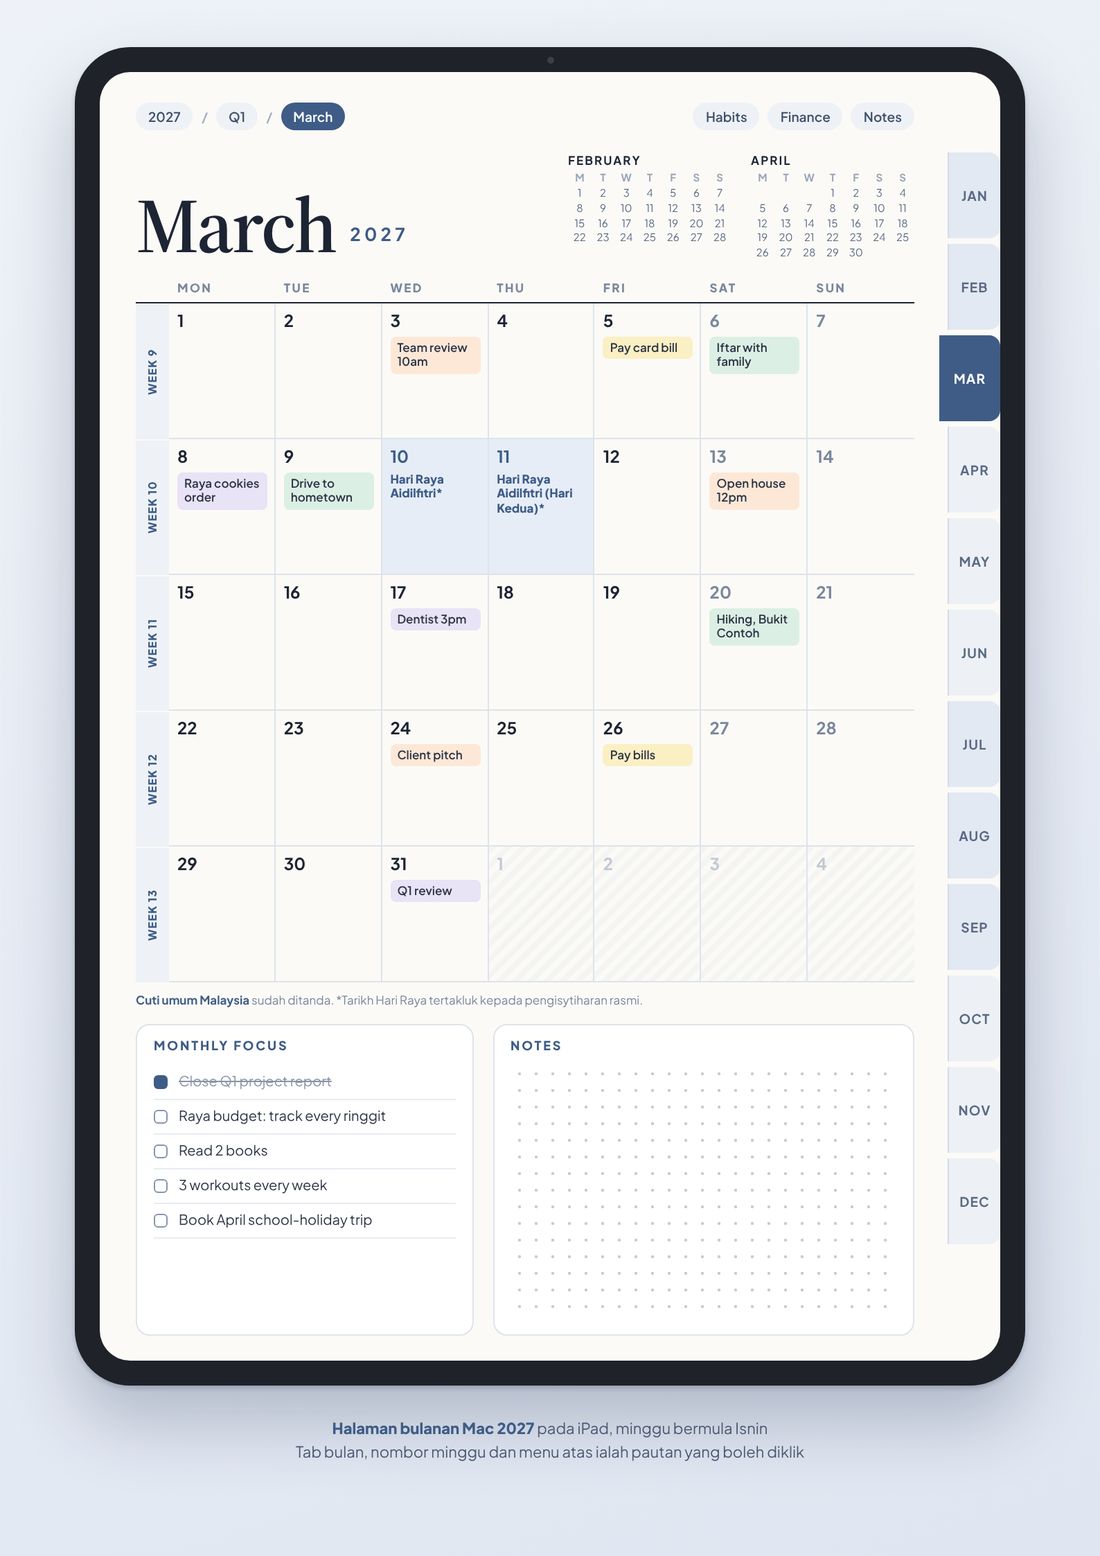 2027 / Q1 / March
Habits Finance Notes
FEBRUARY
M T W T F S S
1 2 3 4 5 6 7
8 9 10 11 12 13 14
15 16 17 18 19 20 21
22 23 24 25 26 27 28
APRIL
M T W T F S S
1 2 3 4
5 6 7 8 9 10 11
12 13 14 15 16 17 18
19 20 21 22 23 24 25
26 27 28 29 30
March 2027
MON TUE WED THU FRI SAT SUN
WEEK 9
1
2
3
Team review
10am
4
5
Pay card bill
6
Iftar with
family
7
WEEK 10
8
Raya cookies
order
9
Drive to
hometown
10
Hari Raya
Aidilfitri*
11
Hari Raya
Aidilfitri (Hari
Kedua)*
12
13
Open house
12pm
14
WEEK 11
15
16
17
Dentist 3pm
18
19
20
Hiking, Bukit
Contoh
21
WEEK 12
22
23
24
Client pitch
25
26
Pay bills
27
28
WEEK 13
29
30
31
Q1 review
1
2
3
4
Cuti umum Malaysia sudah ditanda. *Tarikh Hari Raya tertakluk kepada pengisytiharan rasmi.
MONTHLY FOCUS
Close Q1 project report
Raya budget: track every ringgit
Read 2 books
3 workouts every week
Book April school-holiday trip
NOTES
JAN
FEB
MAR
APR
MAY
JUN
JUL
AUG
SEP
OCT
NOV
DEC
Halaman bulanan Mac 2027 pada iPad, minggu bermula Isnin
Tab bulan, nombor minggu dan menu atas ialah pautan yang boleh diklik